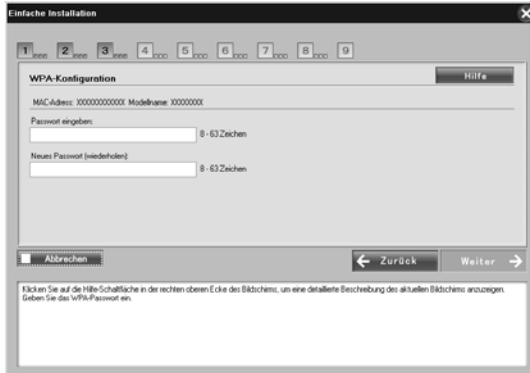 Einfache Installation
1 2 3 4 5 6 7 8 9
WPA-Konfiguration
Hilfe
MAC-Adress: XXXXXXXXXXXX Modellname: XXXXXXXX
Passwort eingeben:
8 - 63 Zeichen
Neues Passwort (wiederholen):
8 - 63 Zeichen
Abbrechen
Zurück
Weiter
Klicken Sie auf die Hilfe-Schaltfläche in der rechten oberen Ecke des Bildschirms, um eine detaillierte Beschreibung des aktuellen Bildschirms anzuzeigen.
Geben Sie das WPA-Passwort ein.